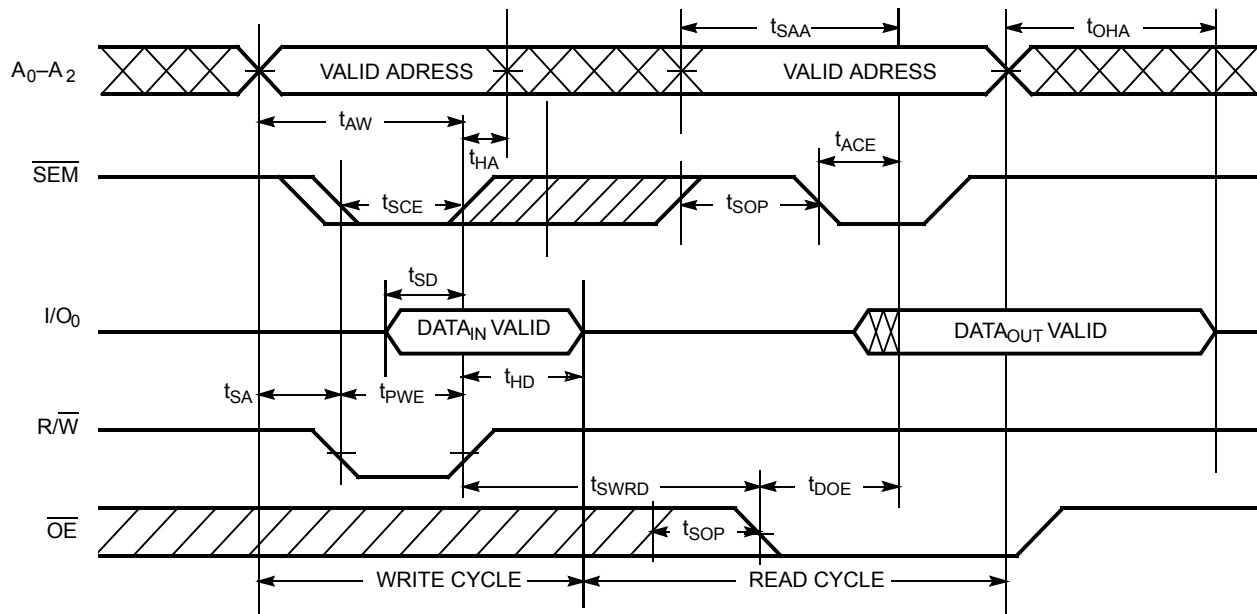 tSAA
tOHA
A0–A2
VALID ADRESS
VALID ADRESS
tAW
tHA
tACE
SEM
tSCE
tSOP
tSD
I/O0
DATAIN VALID
DATAOUT VALID
tSA
tPWE
tHD
R/W
tSWRD
tDOE
OE
tSOP
WRITE CYCLE
READ CYCLE